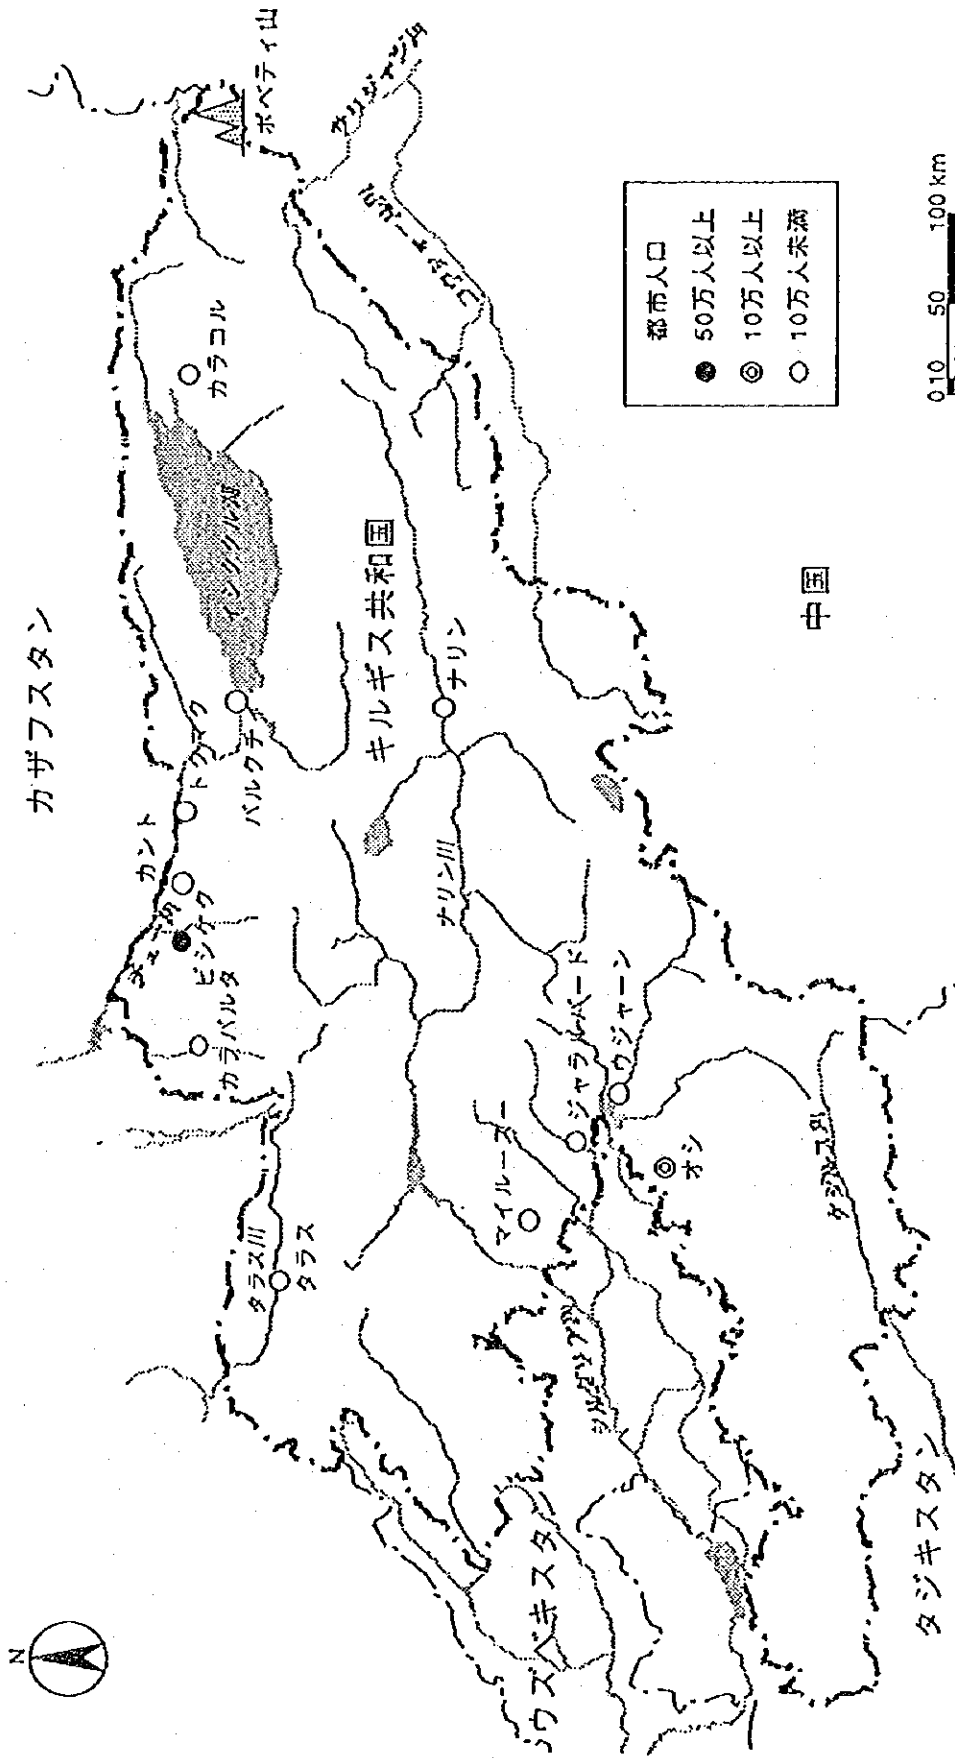 N
カザフスタン
ポベティ山
カラコル
イシククル湖
トクマク
バルクチ
カント
チュー川
ビシケク
カラバルタ
キルギス共和国
ナリン
ナリン川
タラス川
タラス
ジャラルバード
ウジャーン
マイルースー
オシ
中国
ウズベキスタン
タジキスタン
都市人口
50万人以上
10万人以上
10万人未満
0 10 50 100 km